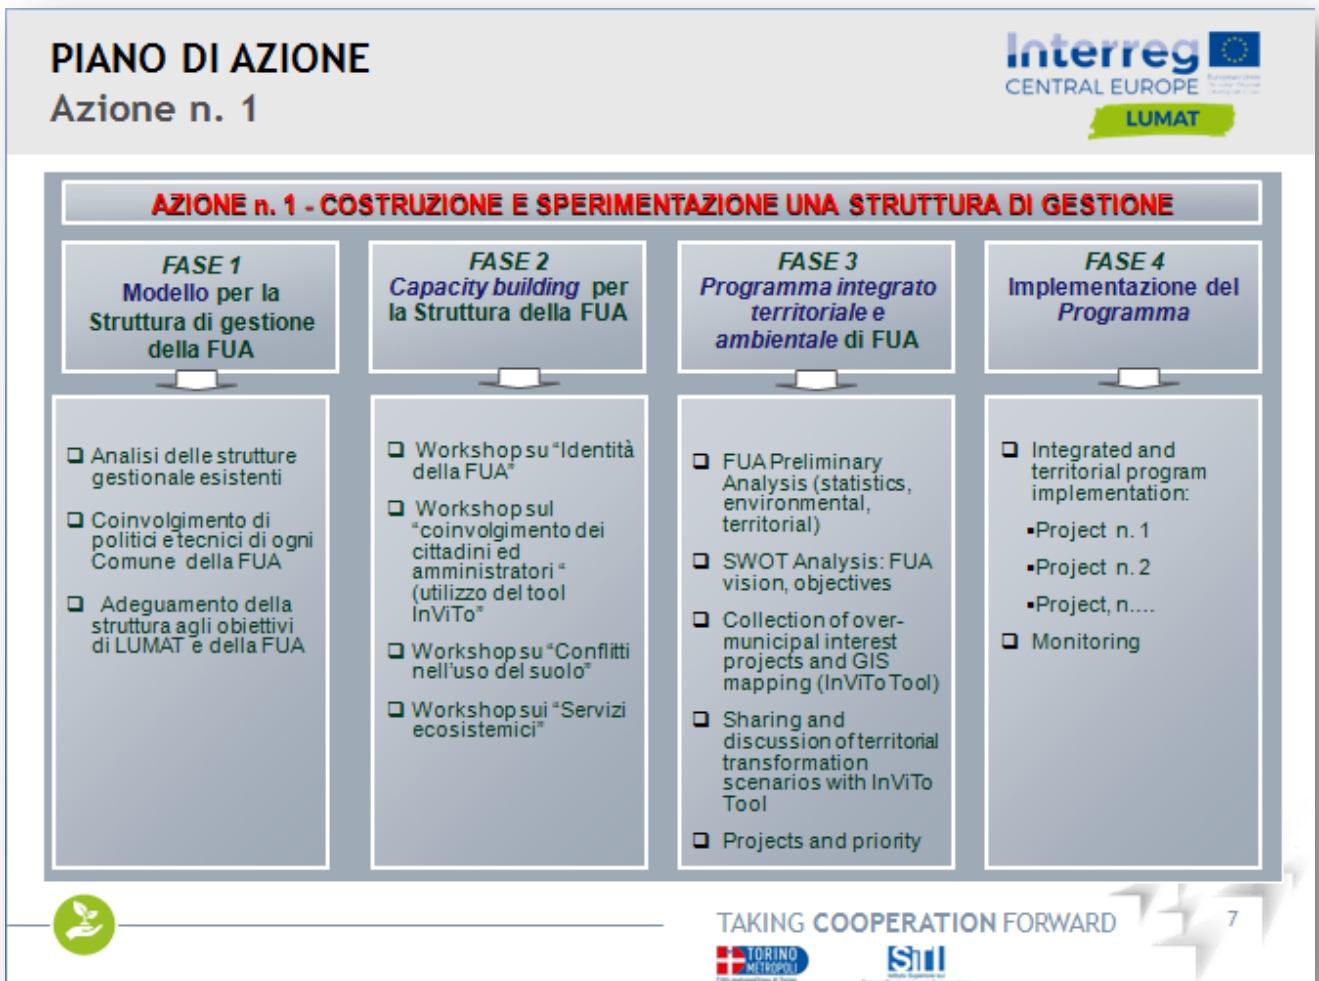 PIANO DI AZIONE
Azione n. 1
Interreg
CENTRAL EUROPE
LUMAT
AZIONE n. 1 - COSTRUZIONE E SPERIMENTAZIONE UNA STRUTTURA DI GESTIONE
FASE 1
Modello per la
Struttura di gestione
della FUA
Analisi delle strutture
gestionale esistenti
Coinvolgimento di
politici e tecnici di ogni
Comune della FUA
Adeguamento della
struttura agli obiettivi
di LUMAT e della FUA
FASE 2
Capacity building per
la Struttura della FUA
Workshop su “Identità
della FUA”
Workshop sul
“coinvolgimento dei
cittadini ed
amministratori “
(utilizzo del tool
InViTo”
Workshop su “Conflitti
nell’uso del suolo”
Workshop sui “Servizi
ecosistemici”
FASE 3
Programma integrato
territoriale e
ambientale di FUA
FUA Preliminary
Analysis (statistics,
environmental,
territorial)
SWOT Analysis: FUA
vision, objectives
Collection of over-
municipal interest
projects and GIS
mapping (InViTo Tool)
Sharing and
discussion of territorial
transformation
scenarios with InViTo
Tool
Projects and priority
FASE 4
Implementazione del
Programma
Integrated and
territorial program
implementation:
▪Project n. 1
▪Project n. 2
▪Project, n....
Monitoring
TAKING COOPERATION FORWARD
7
TORINO
METROPOLI
SiTI